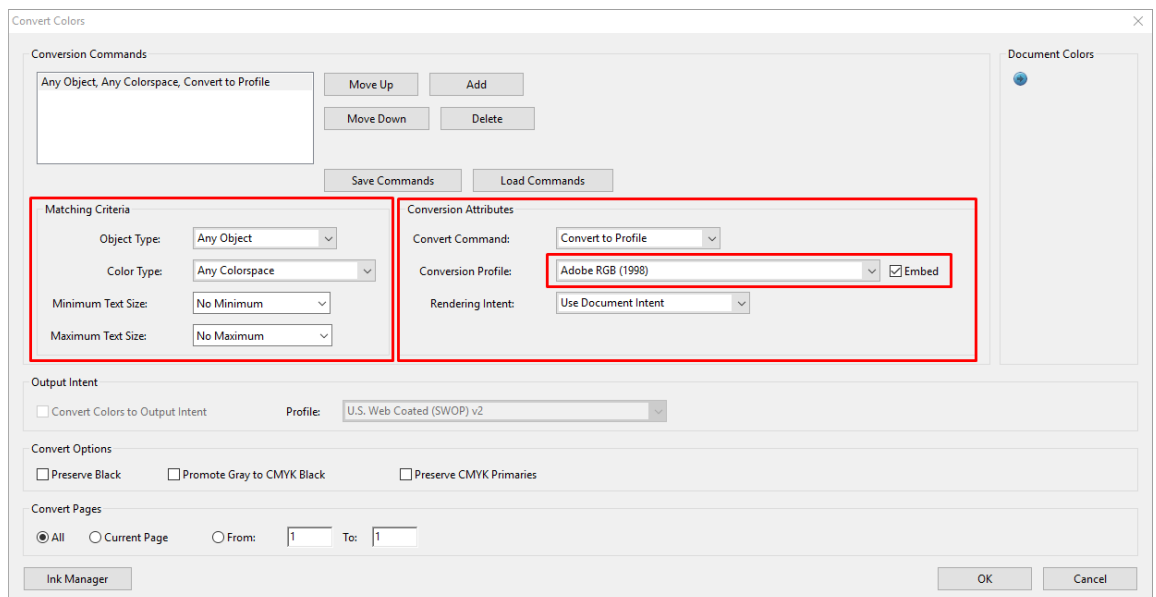 Convert Colors
Conversion Commands
Document Colors
Any Object, Any Colorspace, Convert to Profile
Move Up
Add
Move Down
Delete
Save Commands
Load Commands
Matching Criteria
Object Type: Any Object
Color Type: Any Colorspace
Minimum Text Size: No Minimum
Maximum Text Size: No Maximum
Conversion Attributes
Convert Command: Convert to Profile
Conversion Profile: Adobe RGB (1998) Embed
Rendering Intent: Use Document Intent
Output Intent
Convert Colors to Output Intent Profile: U.S. Web Coated (SWOP) v2
Convert Options
Preserve Black Promote Gray to CMYK Black Preserve CMYK Primaries
Convert Pages
All Current Page From: 1 To: 1
Ink Manager OK Cancel